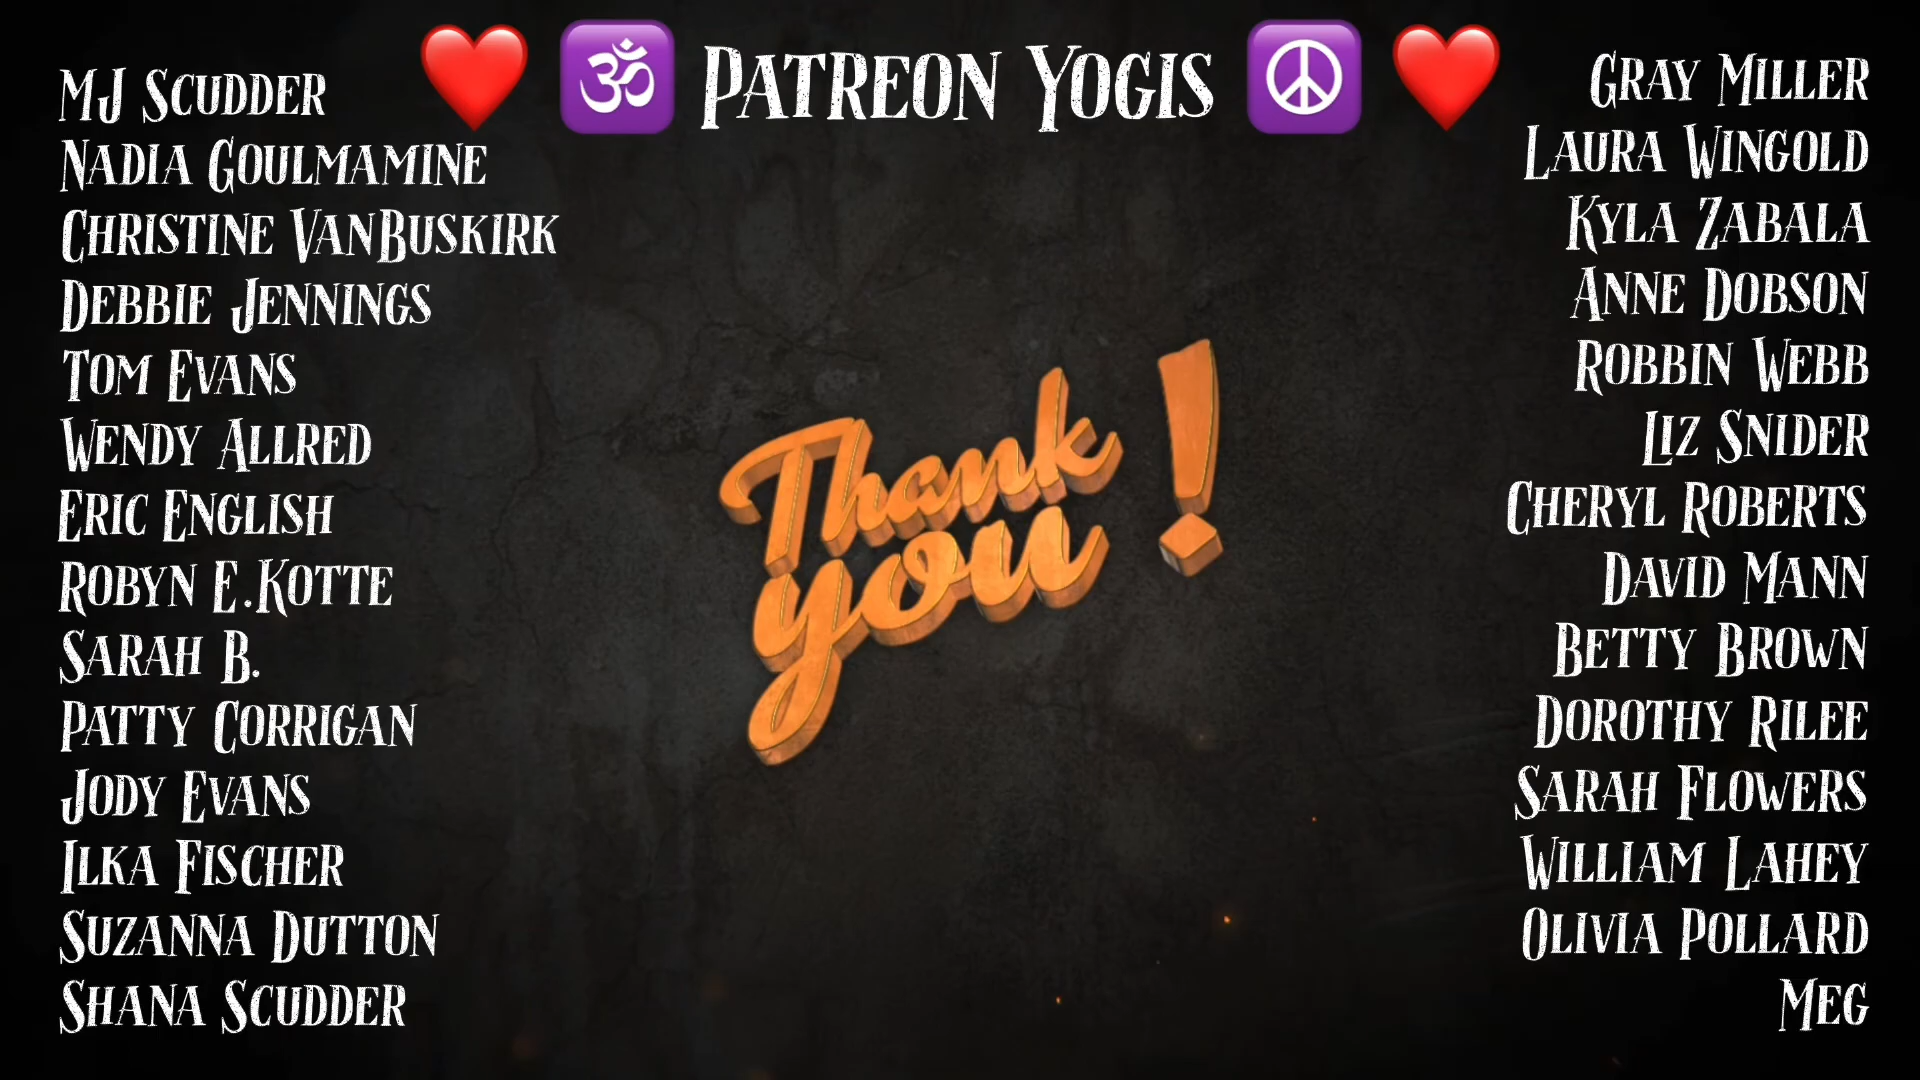 ❤️ 🕉️ Patreon Yogis ☮️ ❤️
MJ Scudder
Nadia Goulmamine
Christine VanBuskirk
Debbie Jennings
Tom Evans
Wendy Allred
Eric English
Robyn E.Kotte
Sarah B.
Patty Corrigan
Jody Evans
Ilka Fischer
Suzanna Dutton
Shana Scudder
Thank
you !
Gray Miller
Laura Wingold
Kyla Zabala
Anne Dobson
Robbin Webb
Liz Snider
Cheryl Roberts
David Mann
Betty Brown
Dorothy Rilee
Sarah Flowers
William Lahey
Olivia Pollard
Meg